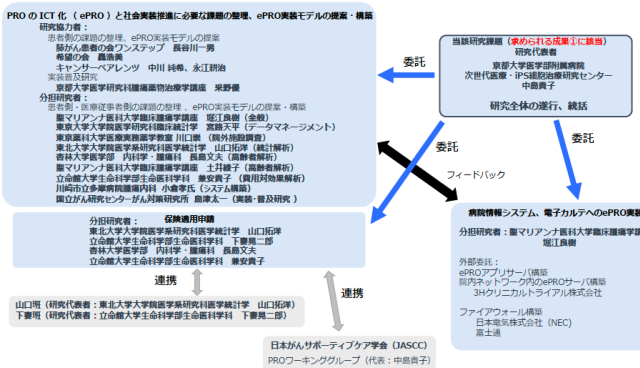 PRO のICT 化 （ ePRO ）と社会実装推進に必要な課題の整理、ePRO実装モデルの提案・構築
研究協力者：
患者側の課題の整理、ePRO実装モデルの提案
肺がん患者の会ワンステップ　長谷川一男
希望の会　轟浩美
キャンサーペアレンツ　中川 純希、永江耕治
実装普及研究
京都大学医学研究科腫瘍薬物治療学講座　米野優
分担研究者：
患者側・医療従事者側の課題の整理 、ePRO実装モデルの提案・構築
聖マリアンナ医科大学臨床腫瘍学講座　堀江良樹（全般）
東京大学大学院医学研究科臨床統計学　宮路天平（データマネージメント）
東京薬科大学医療実務薬学教室 川口崇 （院外施設調査）
東北大学大学院医学系研究科医学統計学　山口拓洋（統計解析）
杏林大学医学部　内科学・腫瘍科　長島文夫（高齢者解析）
聖マリアンナ医科大学臨床腫瘍学講座　土井綾子（高齢者解析）
立命館大学生命科学部生命医科学科　兼安貴子 （費用対効果解析）
川崎市立多摩病院腫瘍内科　小倉孝氏（システム構築）
国立がん研究センターがん対策研究所　島津太一（実装・普及研究 ）
保険適用申請
分担研究者：
東北大学大学院医学系研究科医学統計学　山口拓洋
立命館大学生命科学部生命医科学科　下妻晃二郎
杏林大学医学部　内科学・腫瘍科　長島文夫
立命館大学生命科学部生命医科学科　兼安貴子
連携
連携
山口班（研究代表者：東北大学大学院医学系研究科医学統計学　山口拓洋）
下妻班（研究代表者：立命館大学生命科学部生命医科学科　下妻晃二郎）
日本がんサポーティブケア学会（JASCC）
PROワーキンググループ（代表：中島貴子）
委託
委託
委託
フィードバック
当該研究課題（求められる成果①に該当）
研究代表者
京都大学医学部附属病院
次世代医療・iPS細胞治療研究センター
中島貴子
研究全体の遂行、統括
病院情報システム、電子カルテへのePRO実装
分担研究者：聖マリアンナ医科大学臨床腫瘍学講
堀江良樹
外部委託：
ePROアプリサーバ構築
院内ネットワーク内のePROサーバ構築
3Hクリニカルトライアル株式会社
ファイアウォール構築
日本電気株式会社（NEC)
富士通